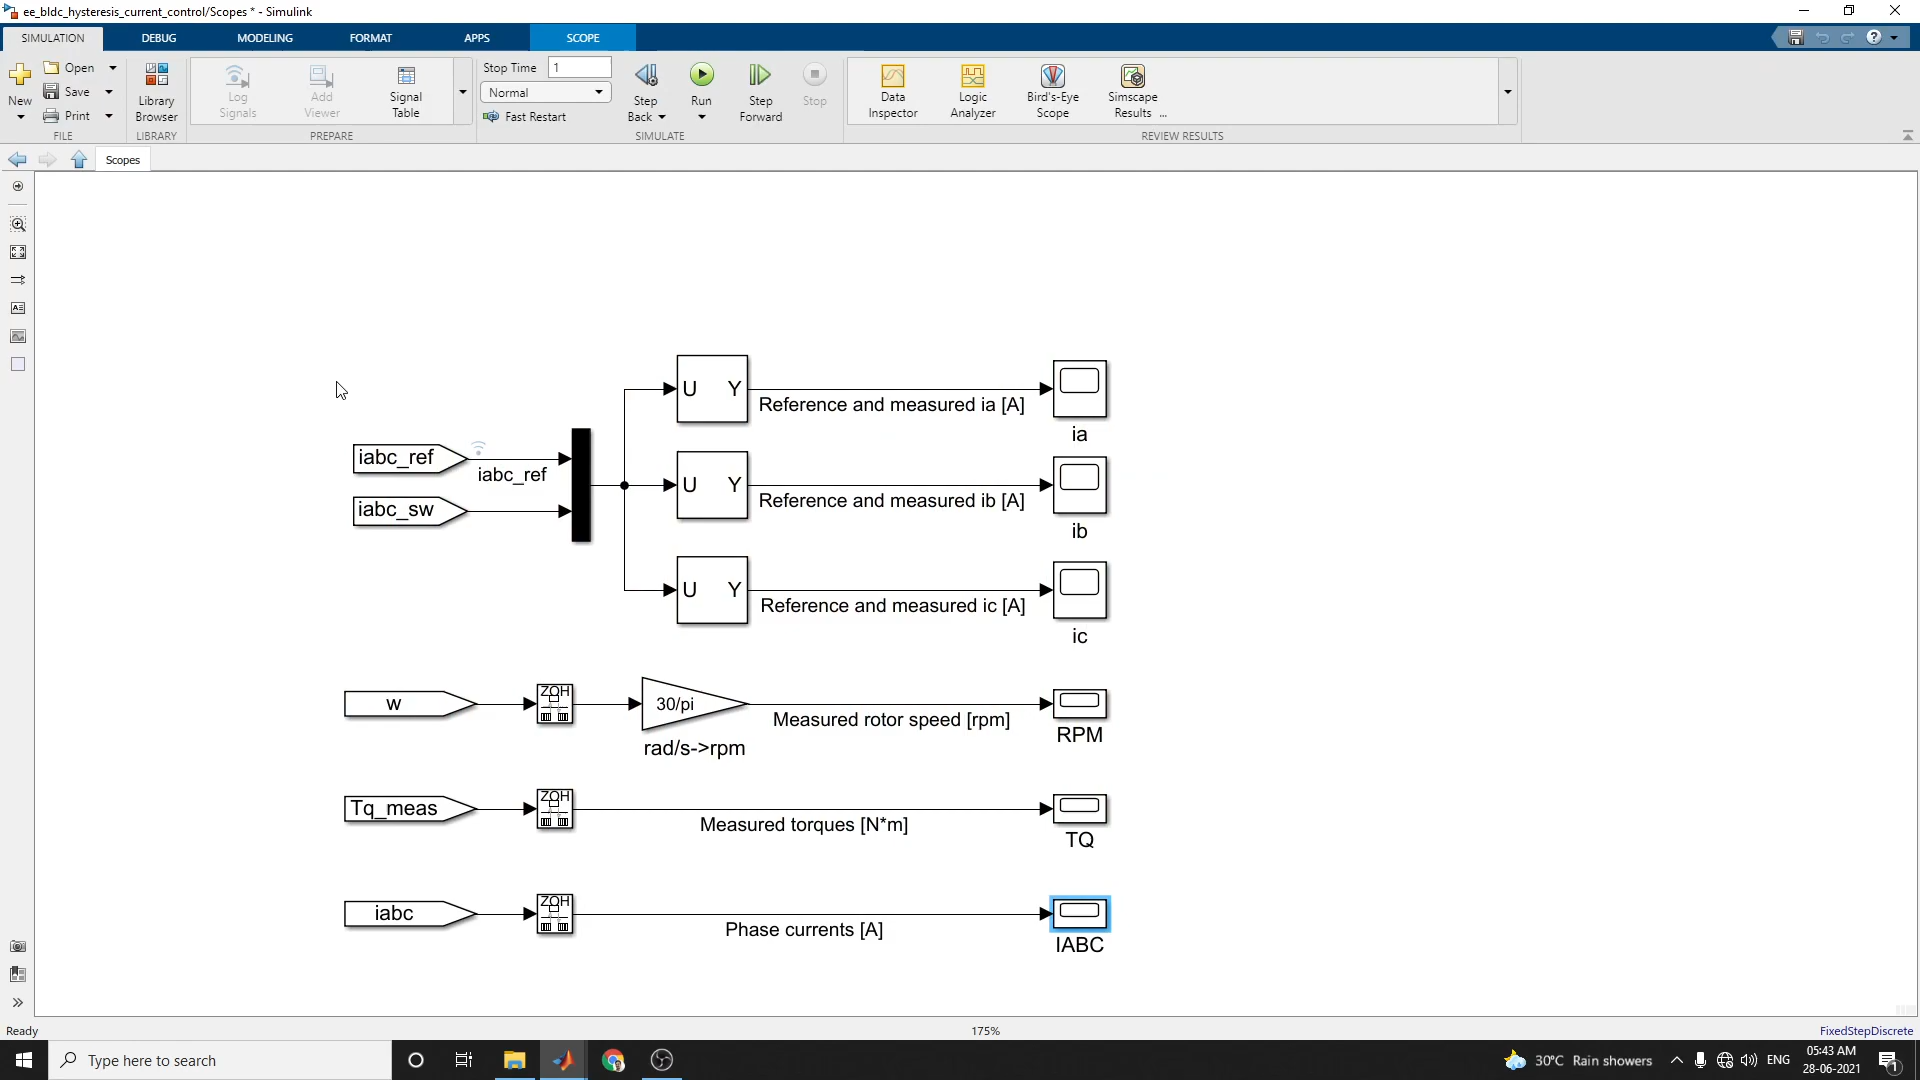 ee_bldc_hysteresis_current_control/Scopes * - Simulink
SIMULATION DEBUG MODELING FORMAT APPS SCOPE
New
Open
Save
Print
FILE
Library
Browser
LIBRARY
Log
Signals
Add
Viewer
Signal
Table
PREPARE
Stop Time 1
Normal
Fast Restart
Step
Back
Run
Step
Forward
Stop
SIMULATE
Data
Inspector
Logic
Analyzer
Bird's-Eye
Scope
Simscape
Results ...
REVIEW RESULTS
Scopes
U Y
Reference and measured ia [A]
ia
iabc_ref
iabc_ref
iabc_sw
U Y
Reference and measured ib [A]
ib
U Y
Reference and measured ic [A]
ic
w
ZOH
30/pi
rad/s->rpm
Measured rotor speed [rpm]
RPM
Tq_meas
ZOH
Measured torques [N*m]
TQ
iabc
ZOH
Phase currents [A]
IABC
Ready
175%
FixedStepDiscrete
Type here to search
30°C Rain showers
ENG
05:43 AM
28-06-2021
1